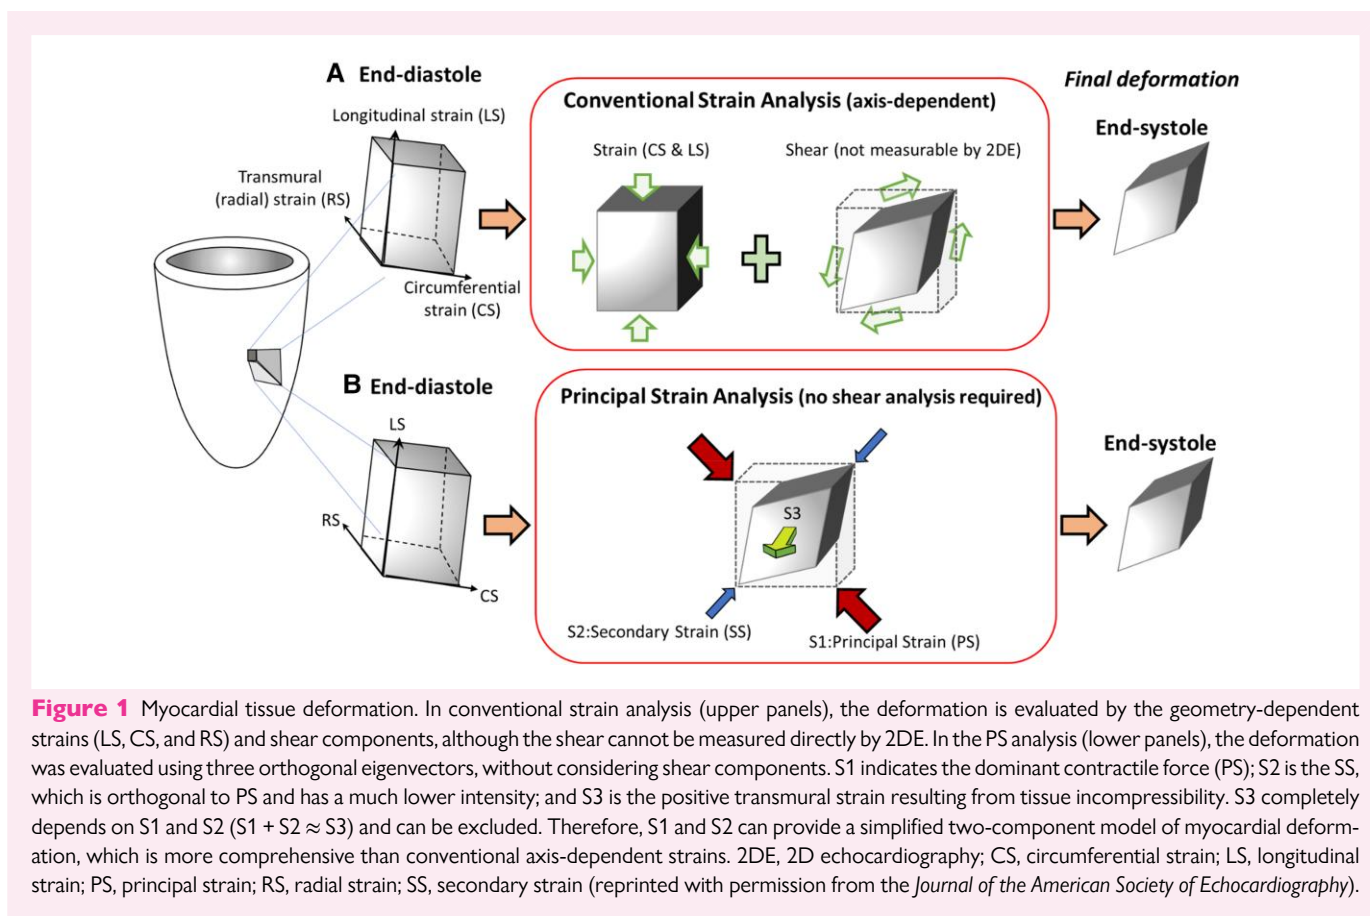 A End-diastole
Longitudinal strain (LS)
Transmural
(radial) strain (RS)
Circumferential
strain (CS)
Conventional Strain Analysis (axis-dependent)
Strain (CS & LS)
Shear (not measurable by 2DE)
Final deformation
End-systole
B End-diastole
LS
RS
CS
Principal Strain Analysis (no shear analysis required)
S3
S2:Secondary Strain (SS)
S1:Principal Strain (PS)
End-systole
Figure 1 Myocardial tissue deformation. In conventional strain analysis (upper panels), the deformation is evaluated by the geometry-dependent
strains (LS, CS, and RS) and shear components, although the shear cannot be measured directly by 2DE. In the PS analysis (lower panels), the deformation
was evaluated using three orthogonal eigenvectors, without considering shear components. S1 indicates the dominant contractile force (PS); S2 is the SS,
which is orthogonal to PS and has a much lower intensity; and S3 is the positive transmural strain resulting from tissue incompressibility. S3 completely
depends on S1 and S2 (S1 + S2 ≈ S3) and can be excluded. Therefore, S1 and S2 can provide a simplified two-component model of myocardial deform-
ation, which is more comprehensive than conventional axis-dependent strains. 2DE, 2D echocardiography; CS, circumferential strain; LS, longitudinal
strain; PS, principal strain; RS, radial strain; SS, secondary strain (reprinted with permission from the Journal of the American Society of Echocardiography).